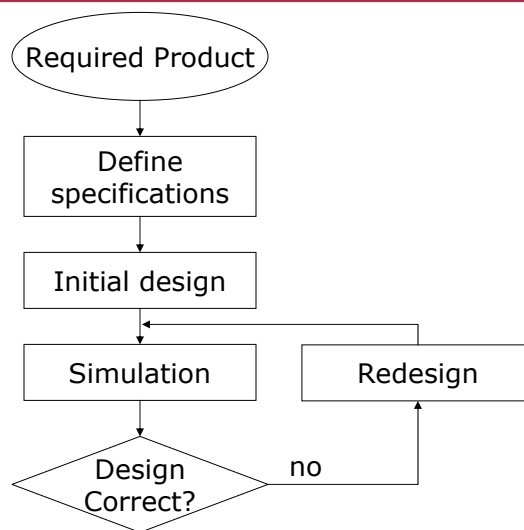 Required Product
Define
specifications
Initial design
Simulation
Redesign
Design
Correct?
no